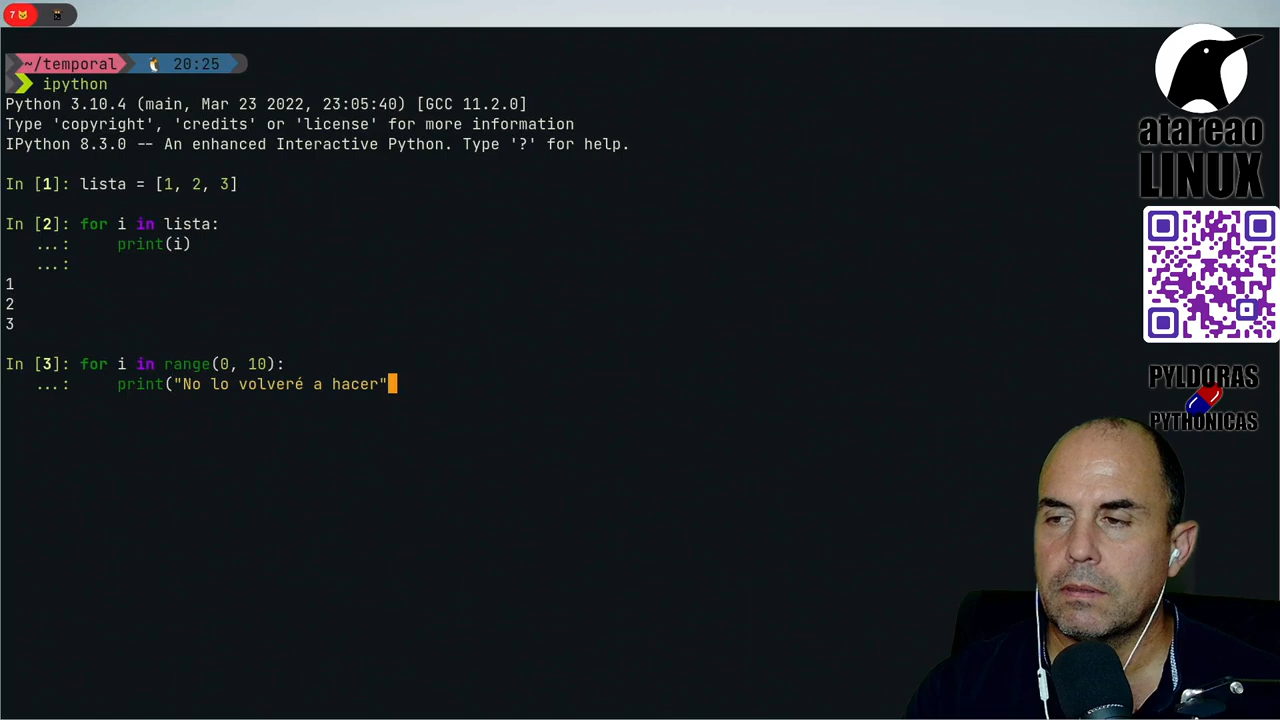 7
~/temporal 20:25
ipython
Python 3.10.4 (main, Mar 23 2022, 23:05:40) [GCC 11.2.0]
Type 'copyright', 'credits' or 'license' for more information
IPython 8.3.0 -- An enhanced Interactive Python. Type '?' for help.
In [1]: lista = [1, 2, 3]
In [2]: for i in lista:
...: print(i)
...:
1
2
3
In [3]: for i in range(0, 10):
...: print("No lo volveré a hacer"
atareao
LINUX
PYLDORAS
PYTHONICAS